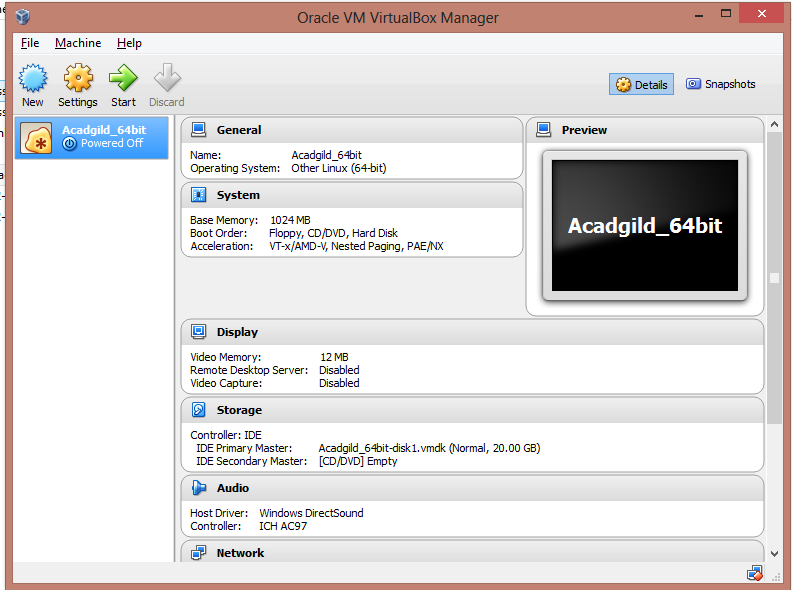 Oracle VM VirtualBox Manager
File Machine Help
New Settings Start Discard
Details Snapshots
Acadgild_64bit
Powered Off
General
Name: Acadgild_64bit
Operating System: Other Linux (64-bit)
System
Base Memory: 1024 MB
Boot Order: Floppy, CD/DVD, Hard Disk
Acceleration: VT-x/AMD-V, Nested Paging, PAE/NX
Preview
Acadgild_64bit
Display
Video Memory: 12 MB
Remote Desktop Server: Disabled
Video Capture: Disabled
Storage
Controller: IDE
IDE Primary Master: Acadgild_64bit-disk1.vmdk (Normal, 20.00 GB)
IDE Secondary Master: [CD/DVD] Empty
Audio
Host Driver: Windows DirectSound
Controller: ICH AC97
Network